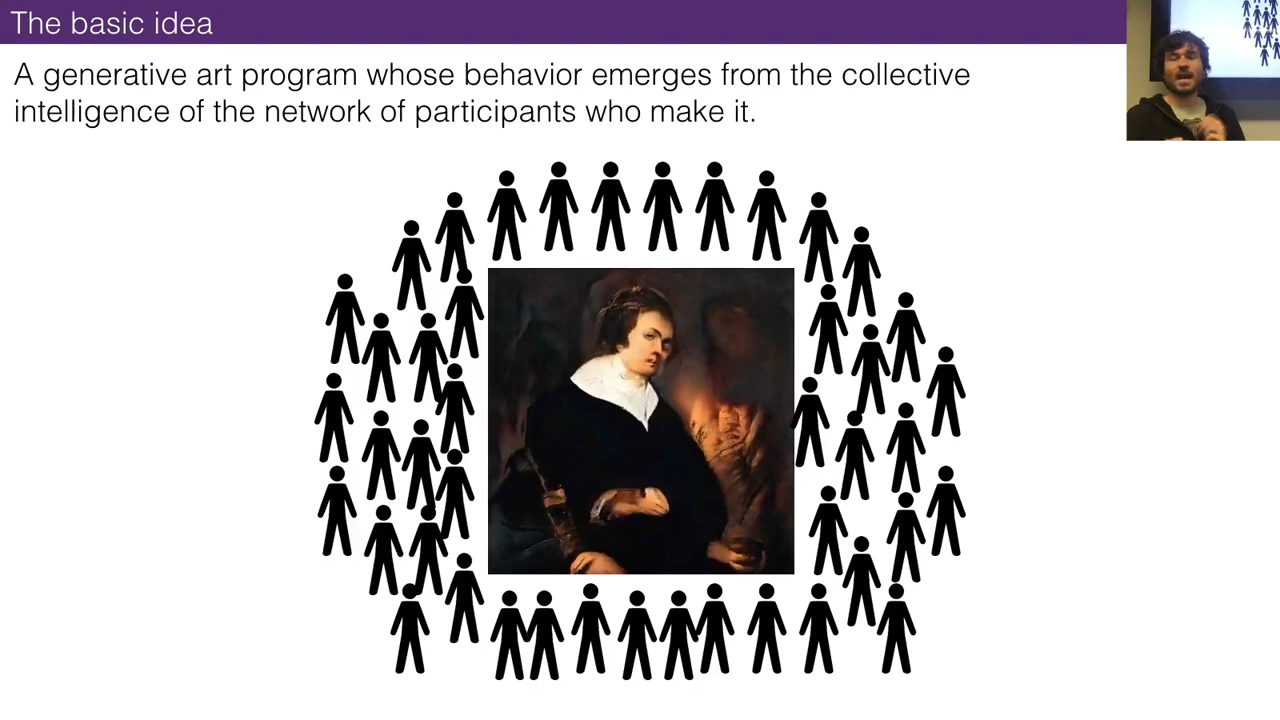 The basic idea
A generative art program whose behavior emerges from the collective
intelligence of the network of participants who make it.